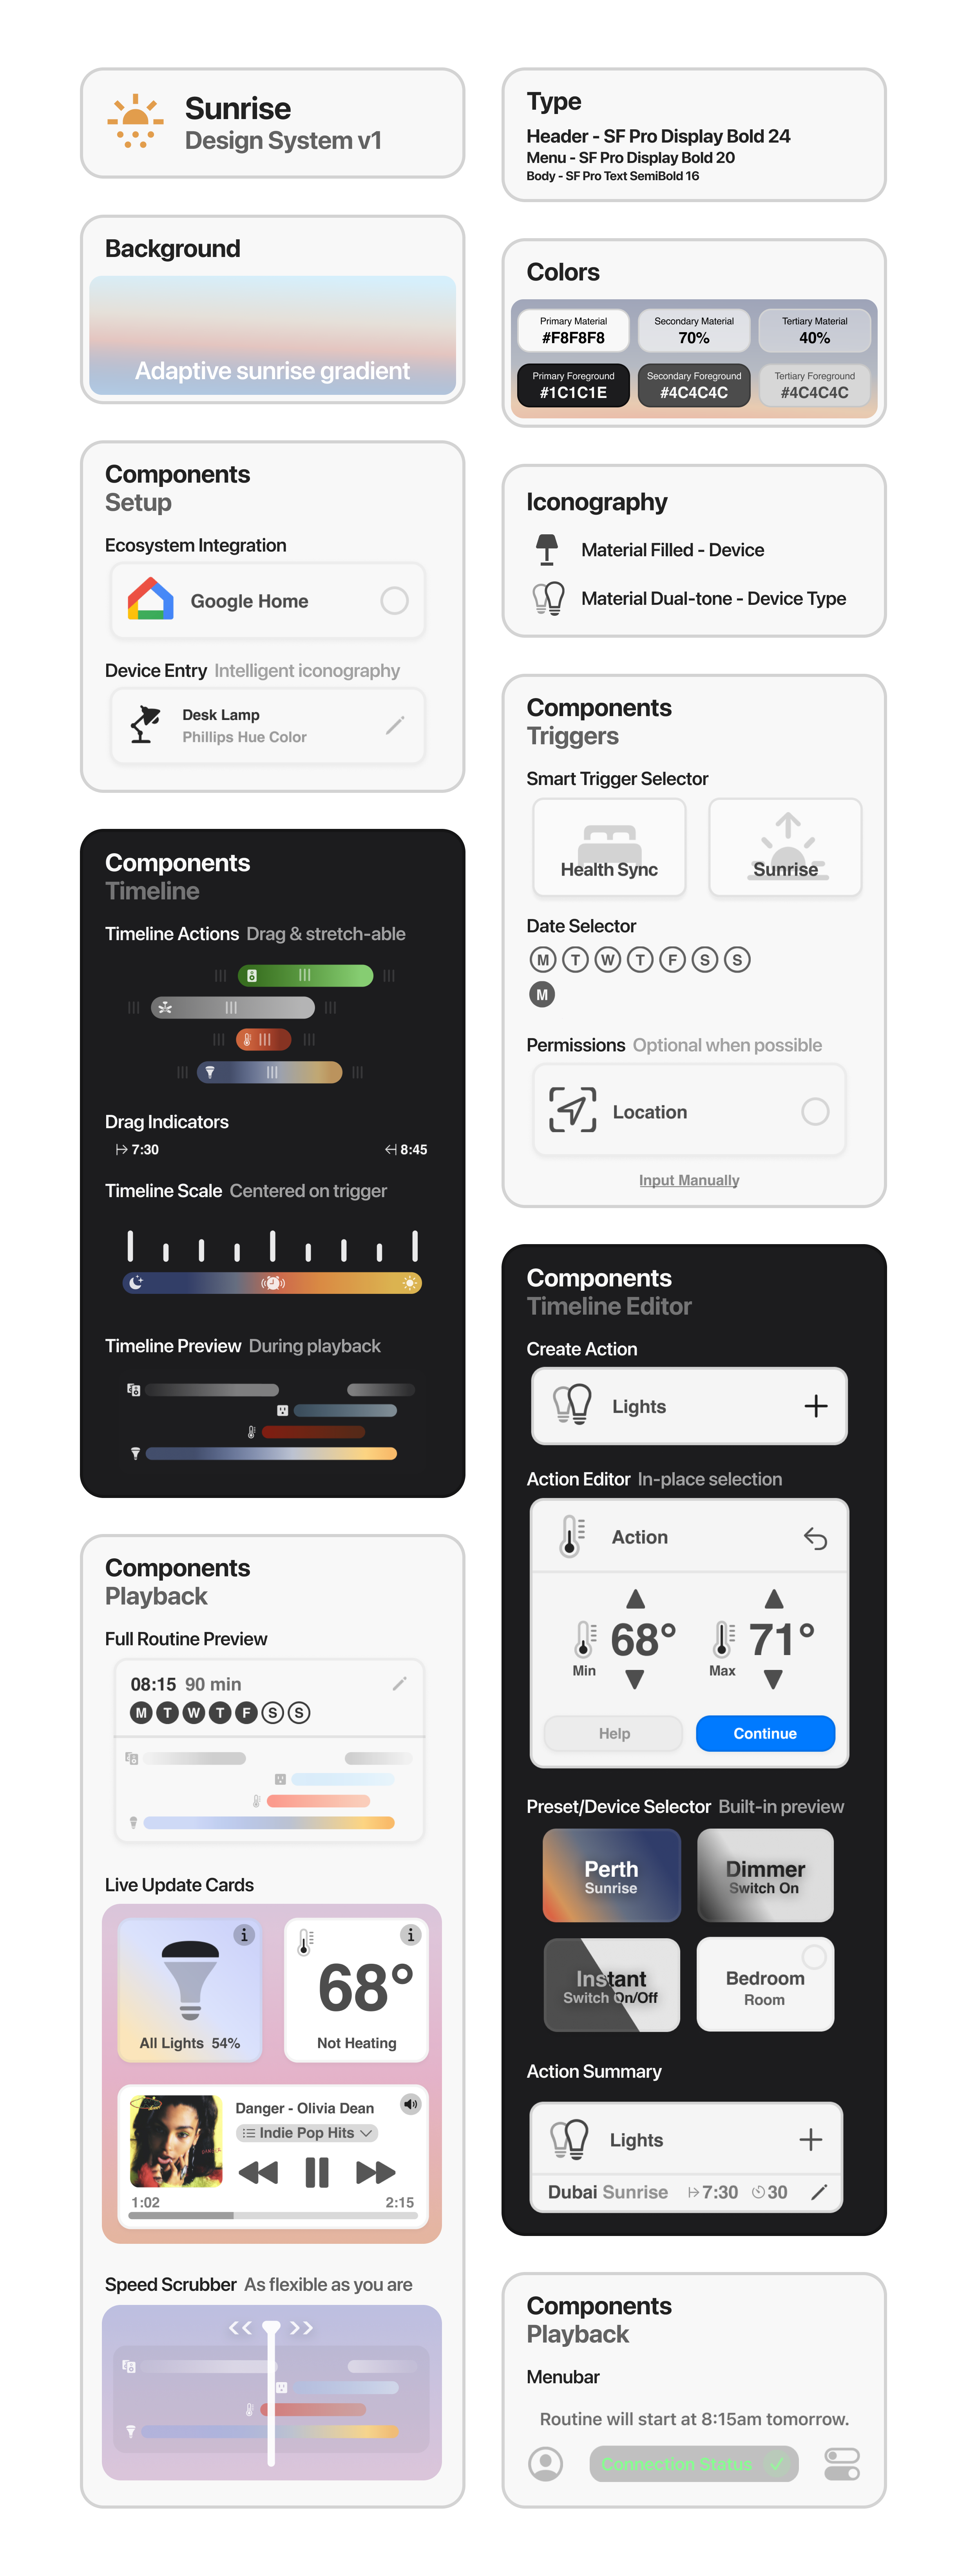 Sunrise
Design System v1
Background
Adaptive sunrise gradient
Components
Setup
Ecosystem Integration
Google Home
Device Entry Intelligent iconography
Desk Lamp
Phillips Hue Color
Components
Timeline
Timeline Actions Drag & stretch-able
Drag Indicators
7:30
8:45
Timeline Scale Centered on trigger
Timeline Preview During playback
Components
Playback
Full Routine Preview
08:15 90 min
M T W T F S S
Live Update Cards
All Lights 54%
68°
Not Heating
Danger - Olivia Dean
Indie Pop Hits
1:02
2:15
Speed Scrubber As flexible as you are
Type
Header - SF Pro Display Bold 24
Menu - SF Pro Display Bold 20
Body - SF Pro Text SemiBold 16
Colors
Primary Material
#F8F8F8
Secondary Material
70%
Tertiary Material
40%
Primary Foreground
#1C1C1E
Secondary Foreground
#4C4C4C
Tertiary Foreground
#4C4C4C
Iconography
Material Filled - Device
Material Dual-tone - Device Type
Components
Triggers
Smart Trigger Selector
Health Sync
Sunrise
Date Selector
M T W T F S S
M
Permissions Optional when possible
Location
Input Manually
Components
Timeline Editor
Create Action
Lights
Action Editor In-place selection
Action
68°
Min
71°
Max
Help
Continue
Preset/Device Selector Built-in preview
Perth
Sunrise
Dimmer
Switch On
Instant
Switch On/Off
Bedroom
Room
Action Summary
Lights
Dubai Sunrise 7:30 30
Components
Playback
Menubar
Routine will start at 8:15am tomorrow.
Connection Status